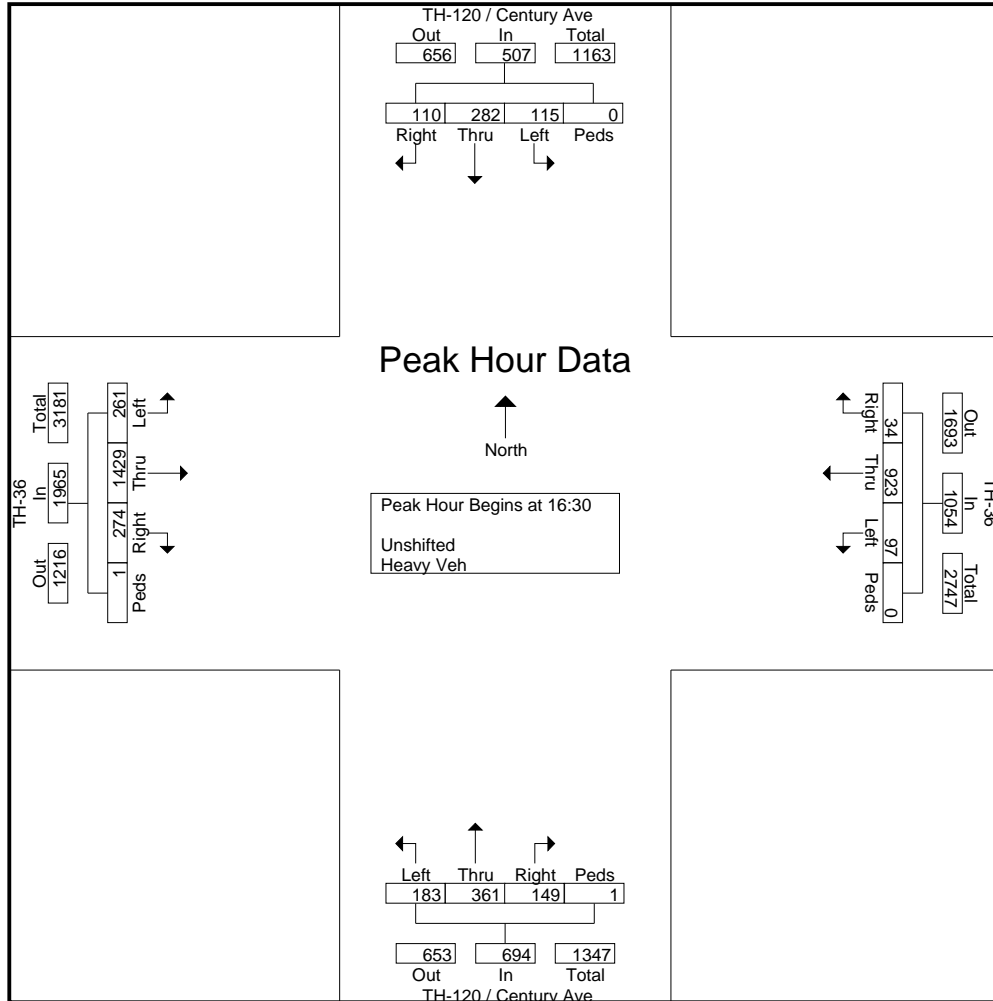 TH-120 / Century Ave
Out In Total
656 507 1163
110 282 115 0
Right Thru Left Peds
Peak Hour Data
North
Peak Hour Begins at 16:30
Unshifted
Heavy Veh
TH-36
Total In Out
3181 1965 1216
261 1429 274 1
Left Thru Right Peds
Right Thru Left Peds
34 923 97 0
1693 1054 2747
Out In Total
TH-36
Left Thru Right Peds
183 361 149 1
653 694 1347
Out In Total
TH-120 / Century Ave